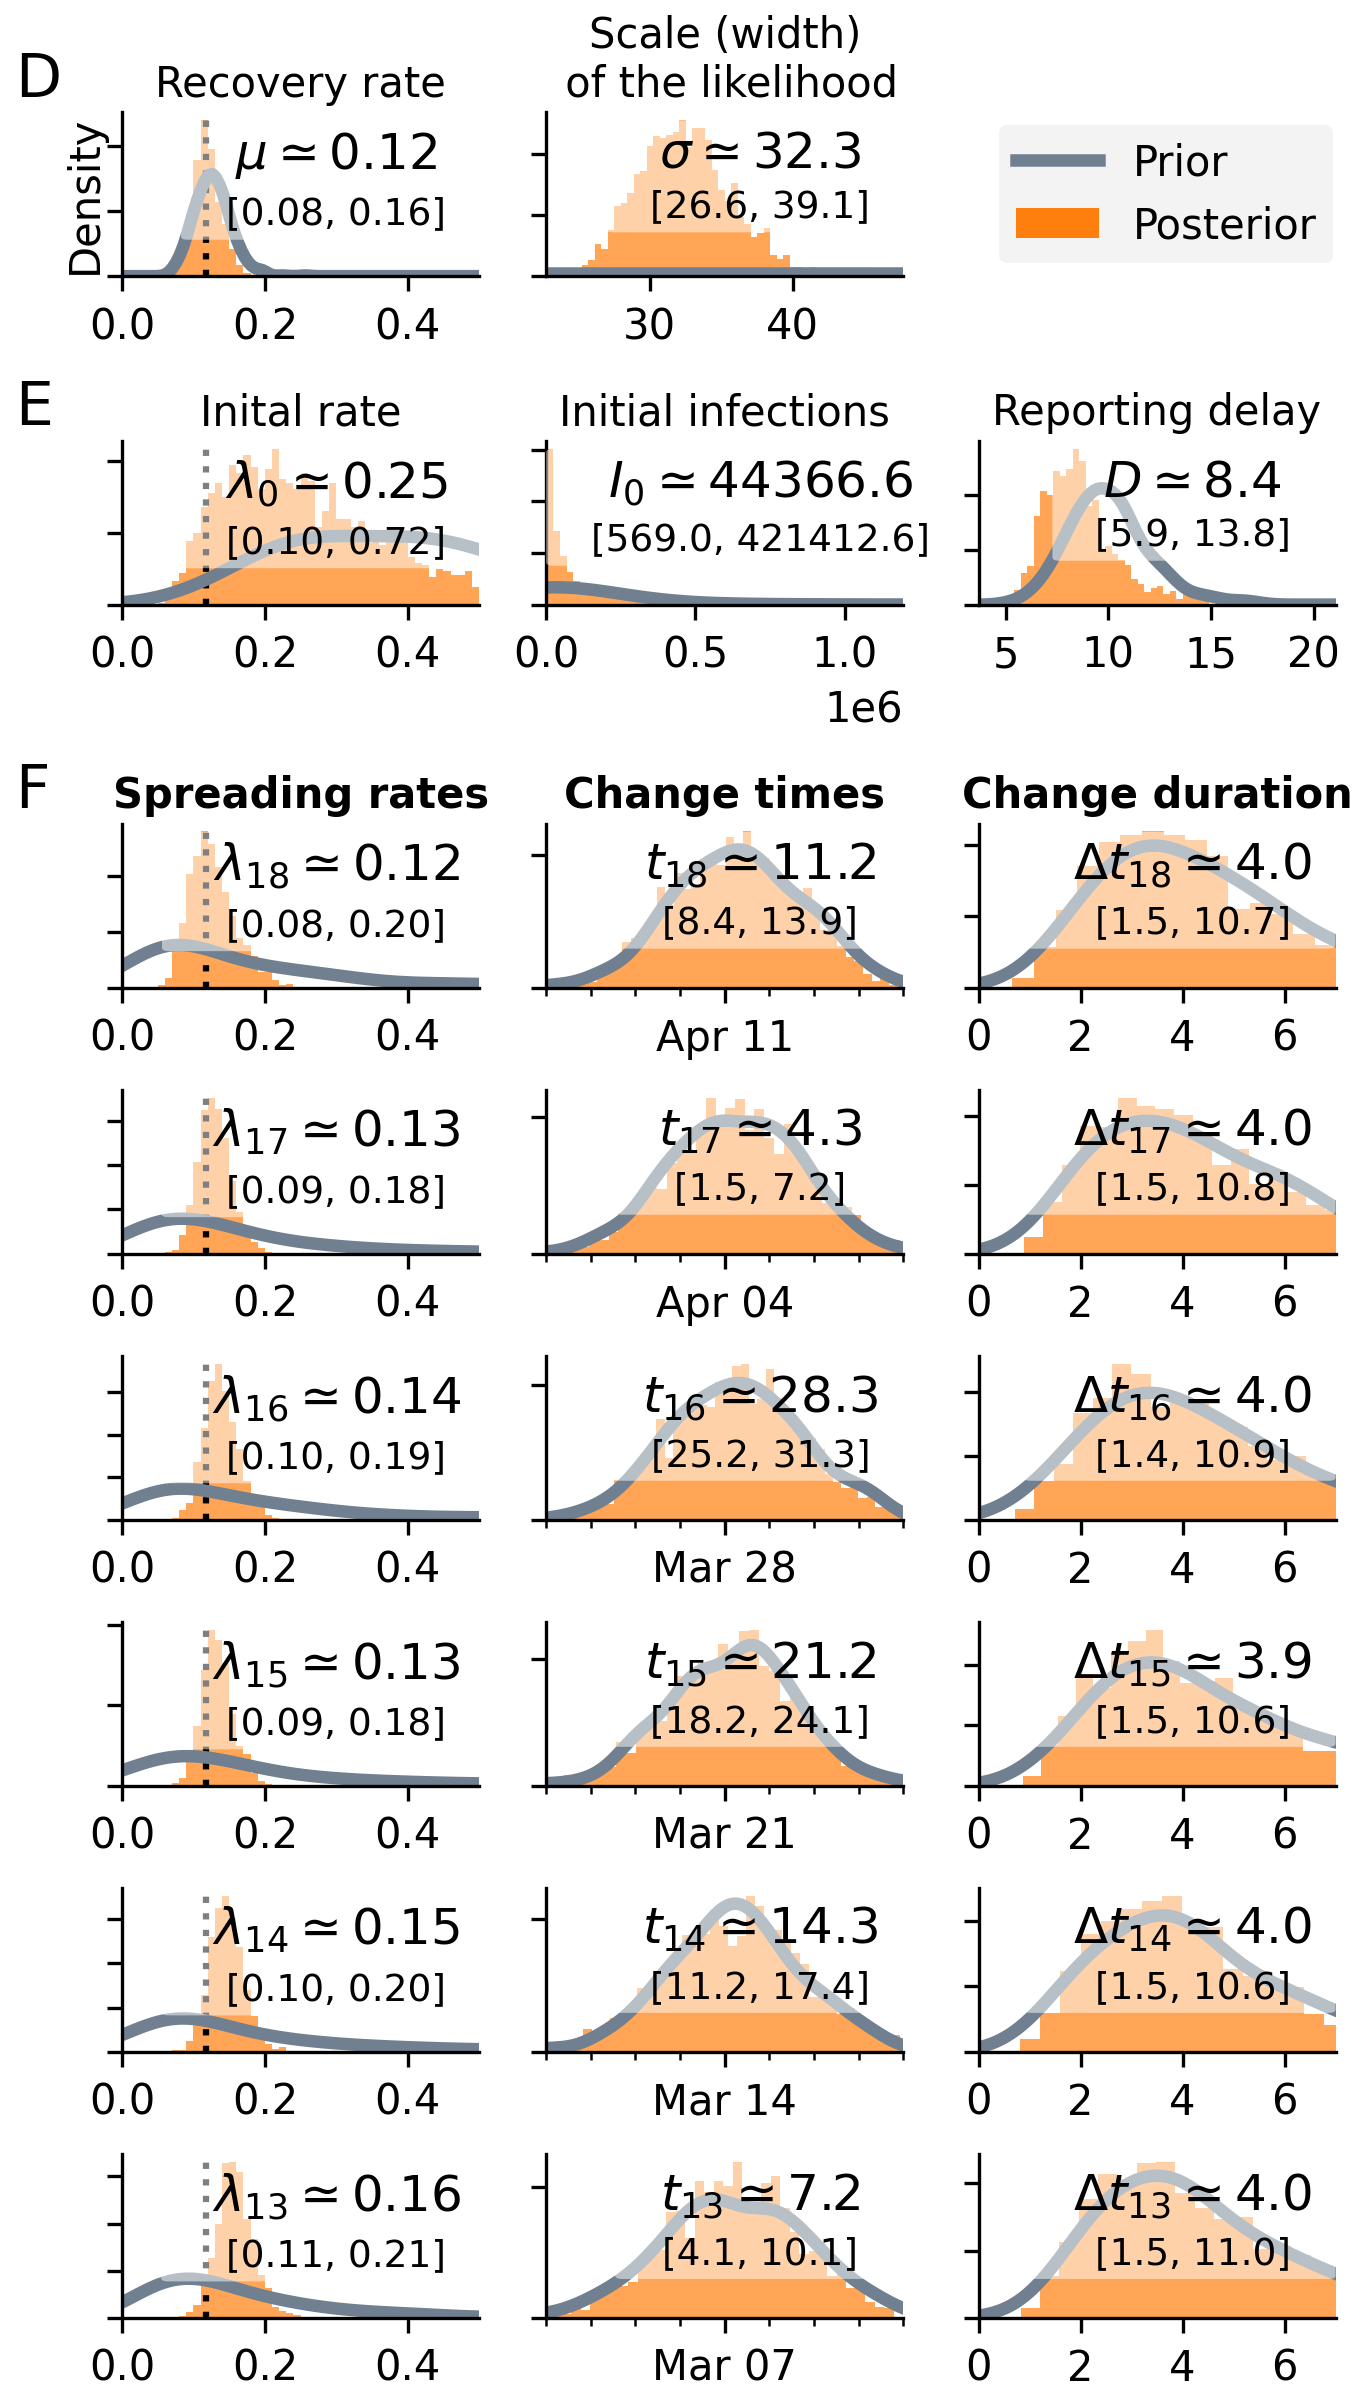 D
Recovery rate
Scale (width)
of the likelihood
Density
μ ≃ 0.12
[0.08, 0.16]
0.0 0.2 0.4
σ ≃ 32.3
[26.6, 39.1]
30 40
Prior
Posterior
E
Inital rate
λ₀ ≃ 0.25
[0.10, 0.72]
0.0 0.2 0.4
Initial infections
I₀ ≃ 44366.6
[569.0, 421412.6]
0.0 0.5 1.0
1e6
Reporting delay
D ≃ 8.4
[5.9, 13.8]
5 10 15 20
F
Spreading rates
Change times
Change duration
λ₁₈ ≃ 0.12
[0.08, 0.20]
0.0 0.2 0.4
t₁₈ ≃ 11.2
[8.4, 13.9]
Apr 11
Δt₁₈ ≃ 4.0
[1.5, 10.7]
0 2 4 6
λ₁₇ ≃ 0.13
[0.09, 0.18]
0.0 0.2 0.4
t₁₇ ≃ 4.3
[1.5, 7.2]
Apr 04
Δt₁₇ ≃ 4.0
[1.5, 10.8]
0 2 4 6
λ₁₆ ≃ 0.14
[0.10, 0.19]
0.0 0.2 0.4
t₁₆ ≃ 28.3
[25.2, 31.3]
Mar 28
Δt₁₆ ≃ 4.0
[1.4, 10.9]
0 2 4 6
λ₁₅ ≃ 0.13
[0.09, 0.18]
0.0 0.2 0.4
t₁₅ ≃ 21.2
[18.2, 24.1]
Mar 21
Δt₁₅ ≃ 3.9
[1.5, 10.6]
0 2 4 6
λ₁₄ ≃ 0.15
[0.10, 0.20]
0.0 0.2 0.4
t₁₄ ≃ 14.3
[11.2, 17.4]
Mar 14
Δt₁₄ ≃ 4.0
[1.5, 10.6]
0 2 4 6
λ₁₃ ≃ 0.16
[0.11, 0.21]
0.0 0.2 0.4
t₁₃ ≃ 7.2
[4.1, 10.1]
Mar 07
Δt₁₃ ≃ 4.0
[1.5, 11.0]
0 2 4 6